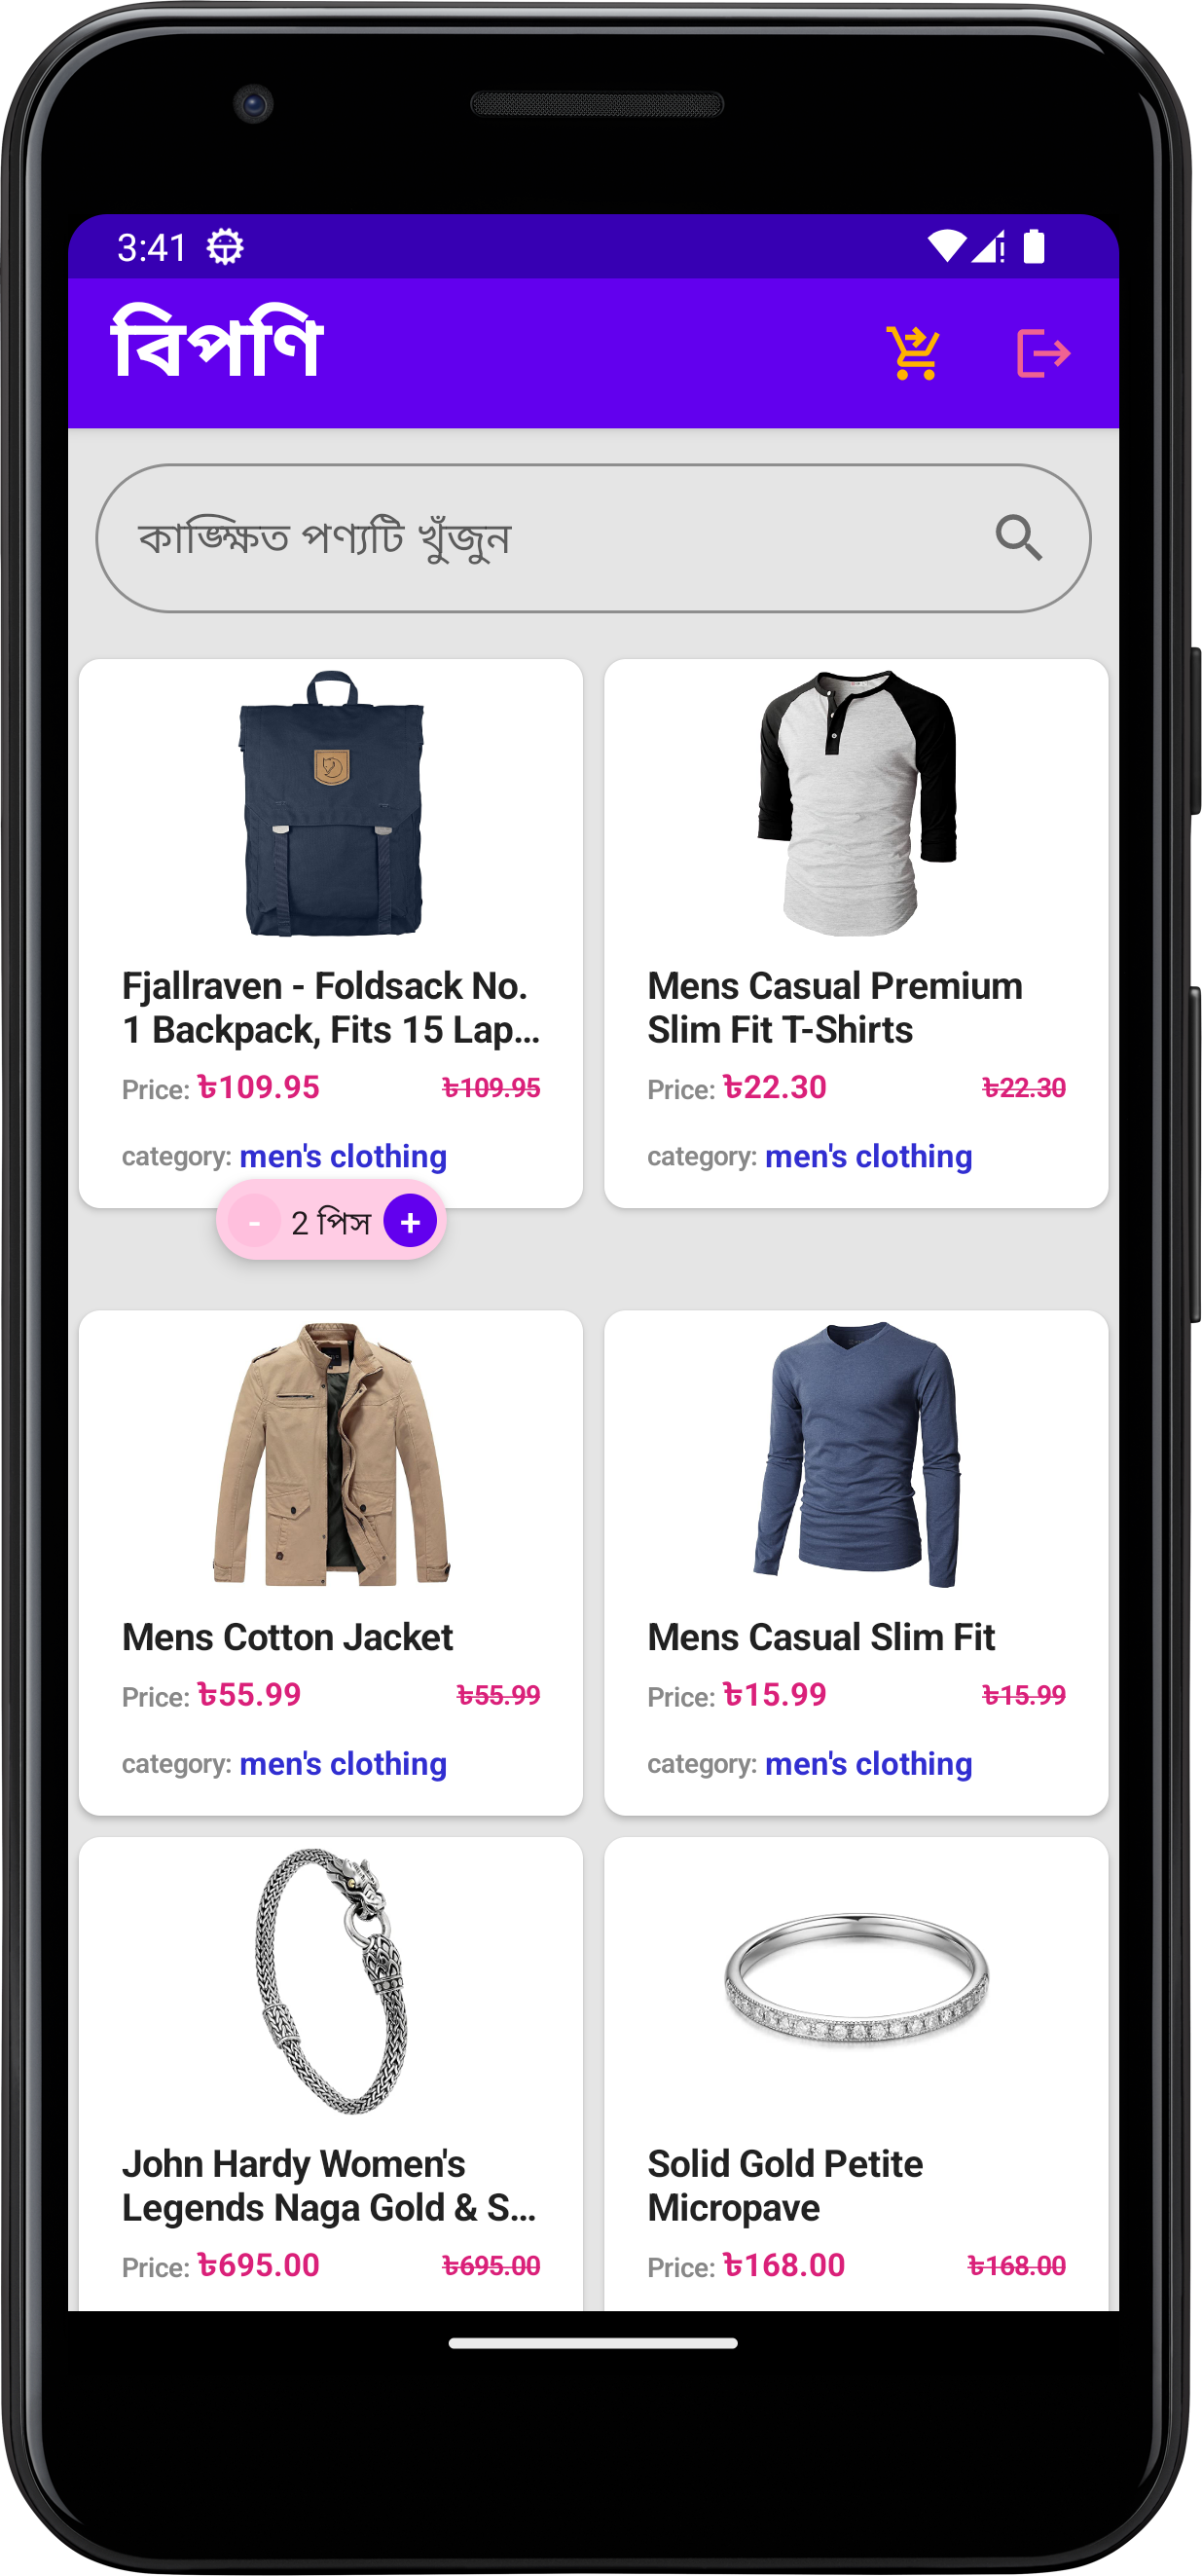 3:41
বিপণি
কাঙ্ক্ষিত পণ্যটি খুঁজুন
Fjallraven - Foldsack No.
1 Backpack, Fits 15 Lap...
Price: ৳109.95 ৳109.95
category: men's clothing
- 2 পিস +
Mens Casual Premium
Slim Fit T-Shirts
Price: ৳22.30 ৳22.30
category: men's clothing
Mens Cotton Jacket
Price: ৳55.99 ৳55.99
category: men's clothing
Mens Casual Slim Fit
Price: ৳15.99 ৳15.99
category: men's clothing
John Hardy Women's
Legends Naga Gold & S...
Price: ৳695.00 ৳695.00
Solid Gold Petite
Micropave
Price: ৳168.00 ৳168.00